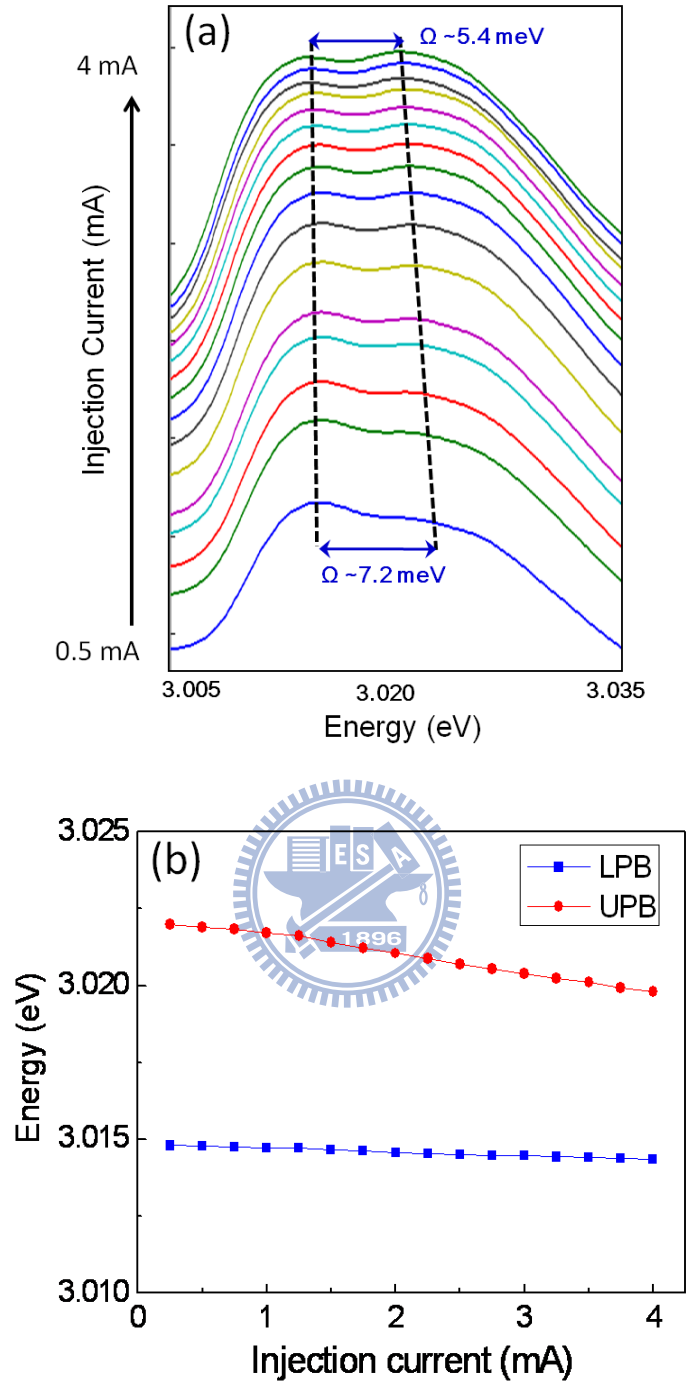 (a)
Ω ~5.4 meV
4 mA
Injection Current (mA)
Ω ~7.2 meV
0.5 mA
3.005 3.020 3.035
Energy (eV)
(b)
LPB
UPB
E S A
1896
3.025
3.020
3.015
3.010
Energy (eV)
0 1 2 3 4
Injection current (mA)